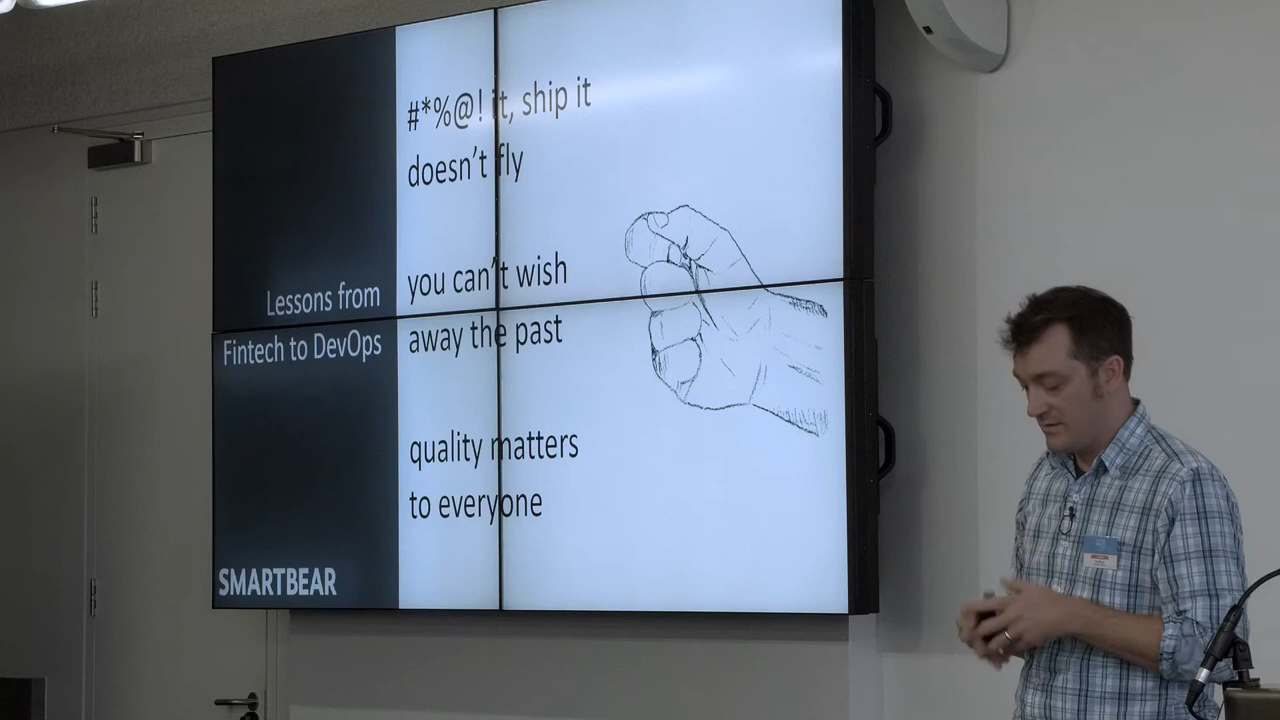 #*%@! it, ship it
doesn't fly
you can't wish
away the past
quality matters
to everyone
Lessons from
Fintech to DevOps
SMARTBEAR